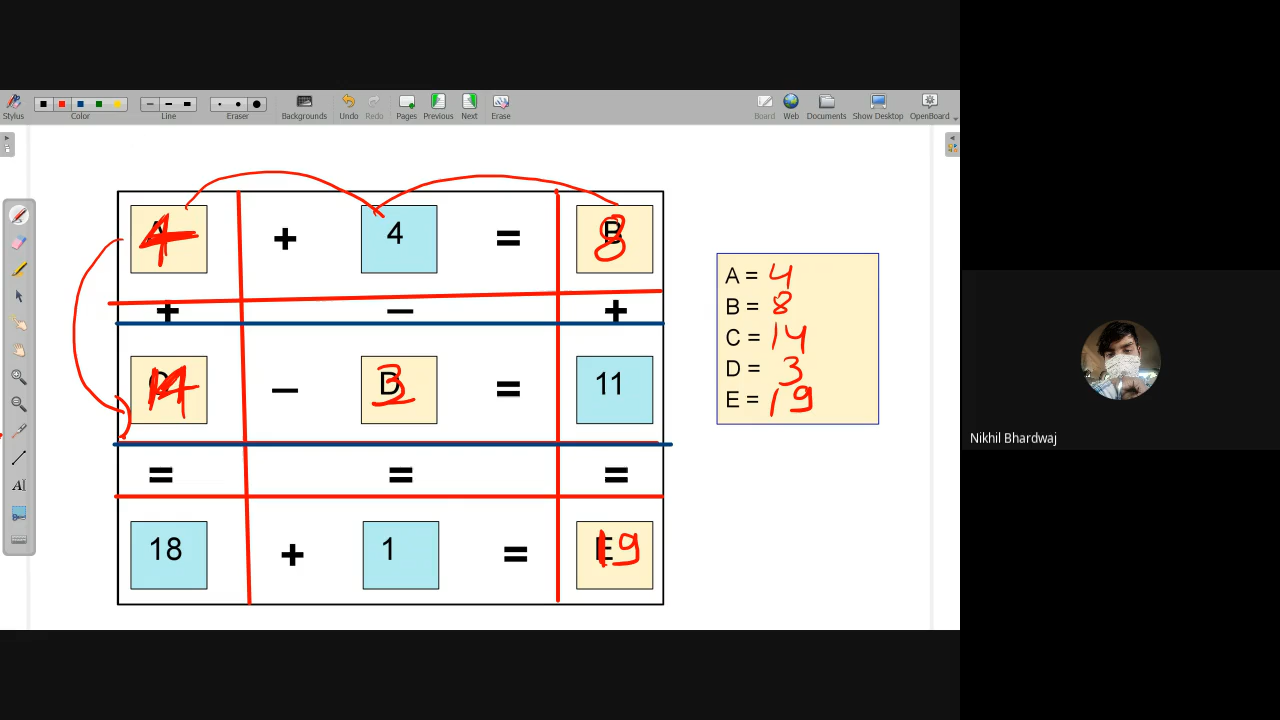 Stylus Color Line Eraser Backgrounds Undo Redo Pages Previous Next Erase Board Web Documents Show Desktop OpenBoard
4 + 4 = 8
+ − +
14 − 3 = 11
= = =
18 + 1 = 19
A = 4
B = 8
C = 14
D = 3
E = 19
Nikhil Bhardwaj